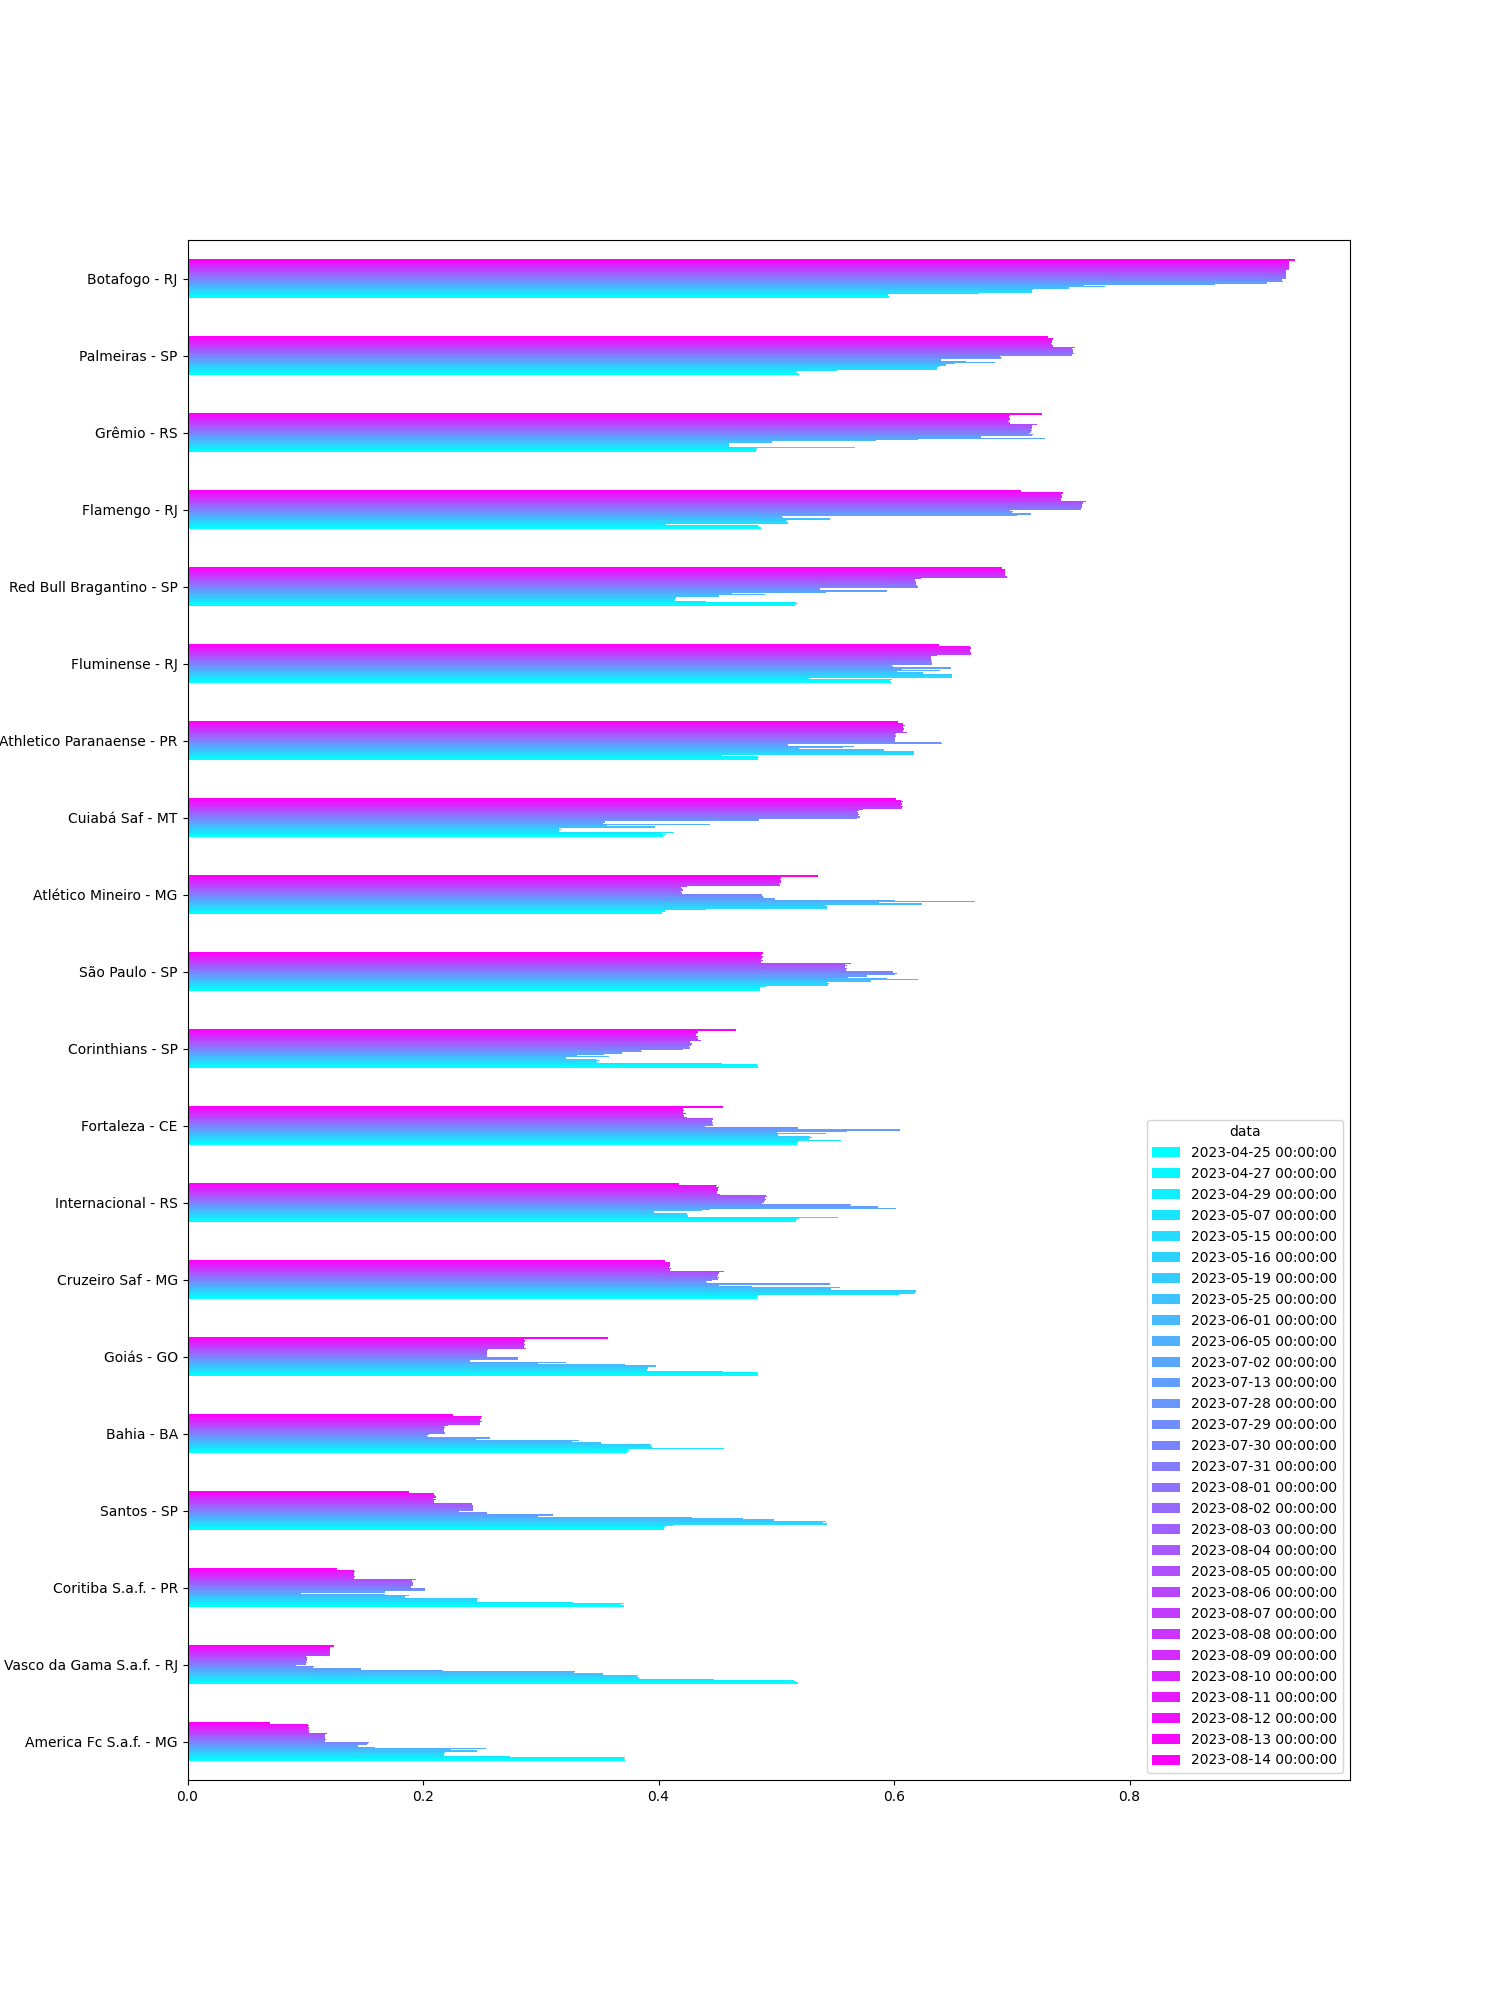 Botafogo - RJ
Palmeiras - SP
Grêmio - RS
Flamengo - RJ
Red Bull Bragantino - SP
Fluminense - RJ
Athletico Paranaense - PR
Cuiabá Saf - MT
Atlético Mineiro - MG
São Paulo - SP
Corinthians - SP
Fortaleza - CE
Internacional - RS
Cruzeiro Saf - MG
Goiás - GO
Bahia - BA
Santos - SP
Coritiba S.a.f. - PR
Vasco da Gama S.a.f. - RJ
America Fc S.a.f. - MG
0.0 0.2 0.4 0.6 0.8
data
2023-04-25 00:00:00
2023-04-27 00:00:00
2023-04-29 00:00:00
2023-05-07 00:00:00
2023-05-15 00:00:00
2023-05-16 00:00:00
2023-05-19 00:00:00
2023-05-25 00:00:00
2023-06-01 00:00:00
2023-06-05 00:00:00
2023-07-02 00:00:00
2023-07-13 00:00:00
2023-07-28 00:00:00
2023-07-29 00:00:00
2023-07-30 00:00:00
2023-07-31 00:00:00
2023-08-01 00:00:00
2023-08-02 00:00:00
2023-08-03 00:00:00
2023-08-04 00:00:00
2023-08-05 00:00:00
2023-08-06 00:00:00
2023-08-07 00:00:00
2023-08-08 00:00:00
2023-08-09 00:00:00
2023-08-10 00:00:00
2023-08-11 00:00:00
2023-08-12 00:00:00
2023-08-13 00:00:00
2023-08-14 00:00:00